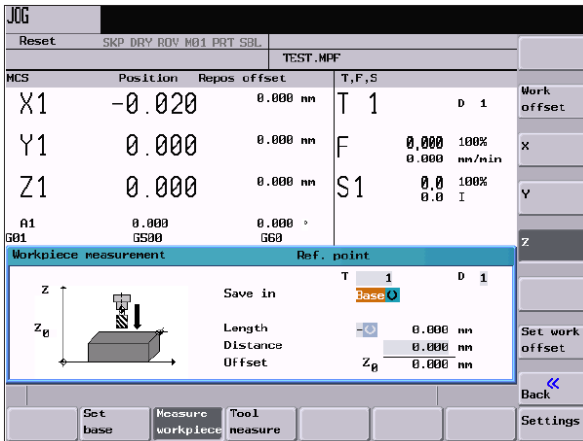 JOG
Reset SKP DRY ROV M01 PRT SBL
TEST.MPF
MCS Position Repos offset T,F,S
X1 -0.020 0.000 mm T 1 D 1
Y1 0.000 0.000 mm F 0,000 100%
0.000 mm/min
Z1 0.000 0.000 mm S1 0,0 100%
0.0 I
A1 0.000 0.000 °
G01 G500 G60
Workpiece measurement Ref. point
T 1 D 1
Z Save in Base
Z0 Length - 0.000 mm
Distance 0.000 mm
Offset Z0 0.000 mm
Work
offset
X
Y
Z
Set work
offset
«
Back
Settings
Set
base
Measure
workpiece
Tool
measure